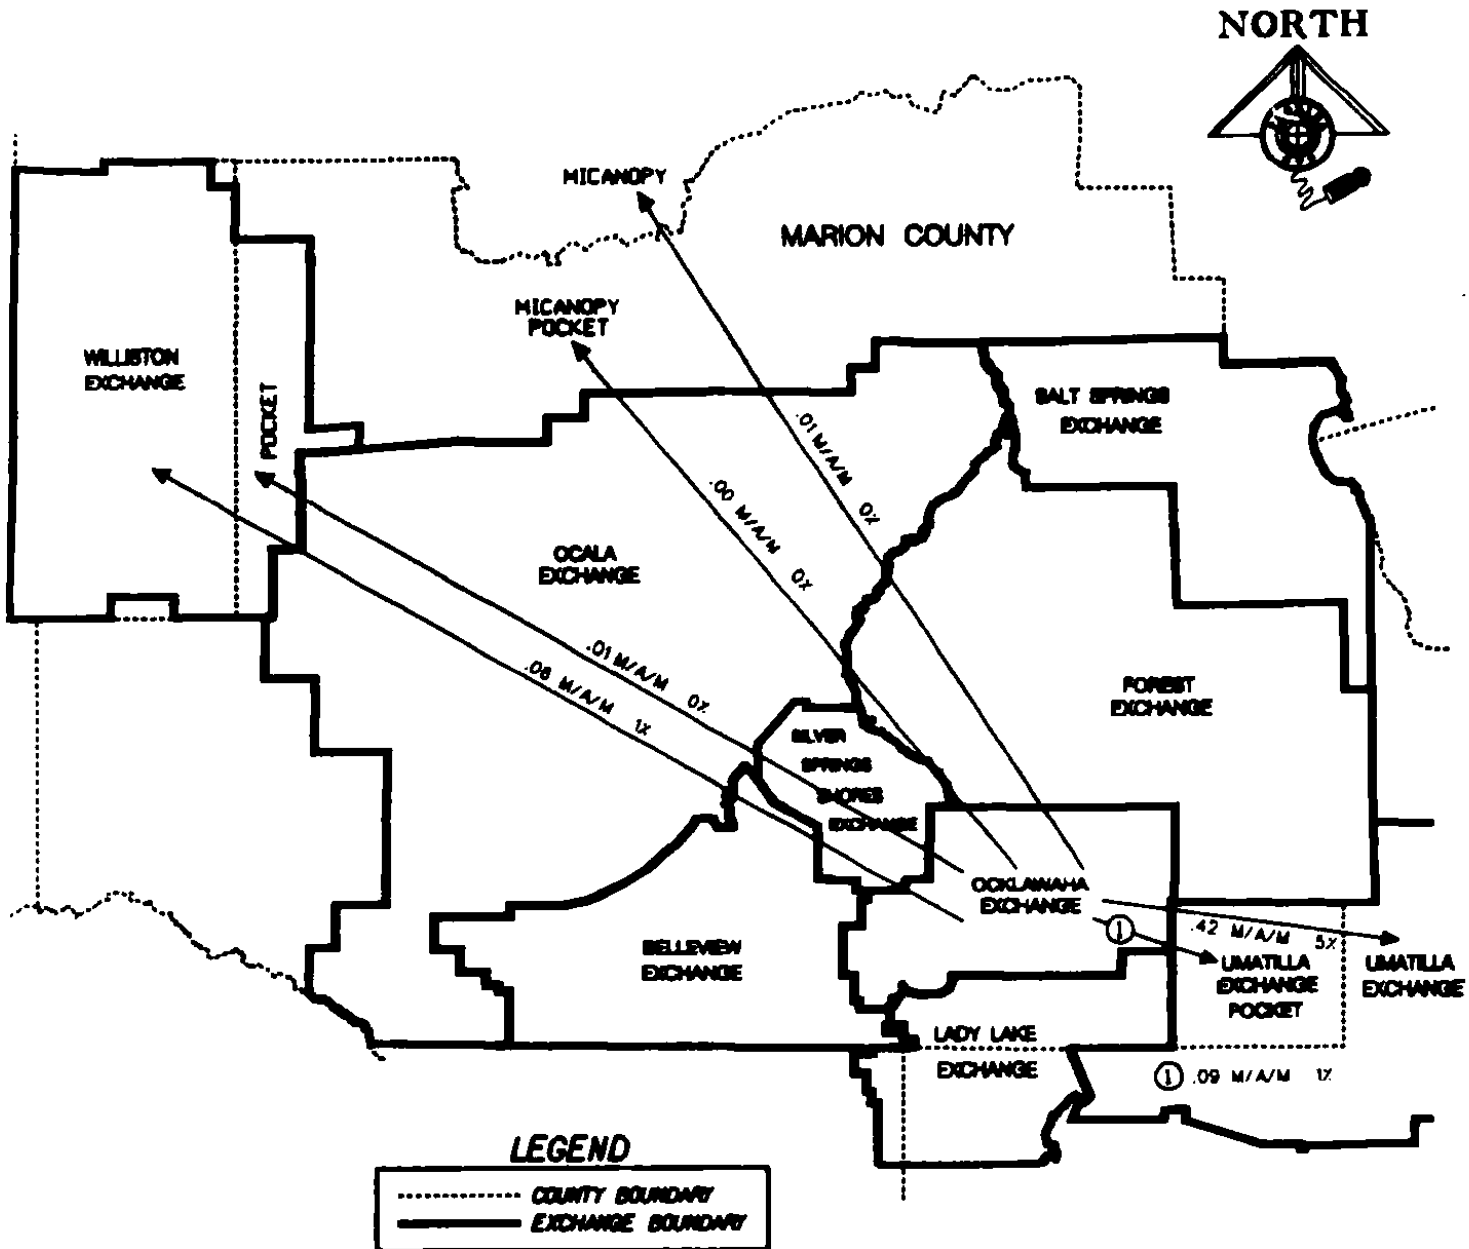 NORTH
MICANOPY
MARION COUNTY
MICANOPY
POCKET
WILLISTON
EXCHANGE
POCKET
SALT SPRINGS
EXCHANGE
.01 M/A/M 0%
.00 M/A/M 0%
OCALA
EXCHANGE
.01 M/A/M 0%
.08 M/A/M 1%
FOREST
EXCHANGE
SILVER
SPRINGS
SHORES
EXCHANGE
OCKLAWAHA
EXCHANGE
1
.42 M/A/M 5%
BELLEVIEW
EXCHANGE
UMATILLA
EXCHANGE
POCKET
UMATILLA
EXCHANGE
LADY LAKE
EXCHANGE
1 .09 M/A/M 1%
LEGEND
COUNTY BOUNDARY
EXCHANGE BOUNDARY